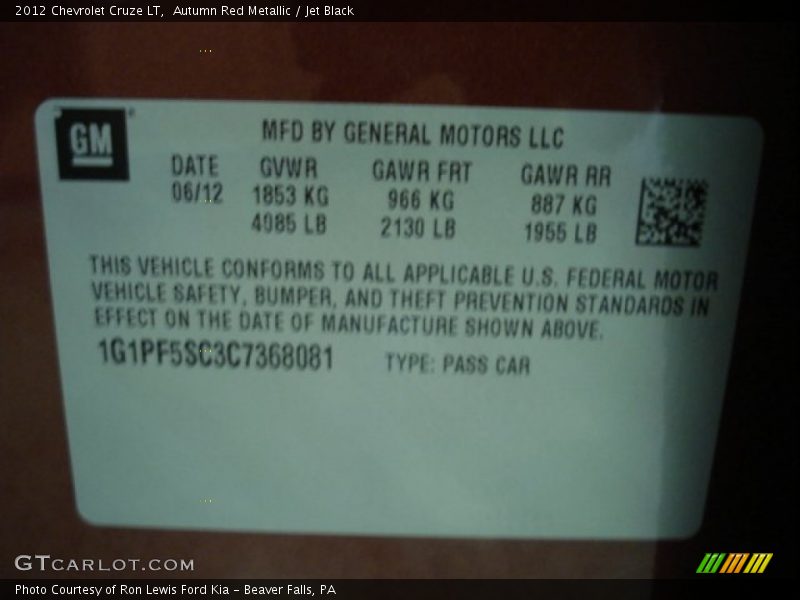 2012 Chevrolet Cruze LT, Autumn Red Metallic / Jet Black
GM
MFD BY GENERAL MOTORS LLC
DATE GVWR GAWR FRT GAWR RR
06/12 1853 KG 966 KG 887 KG
4085 LB 2130 LB 1955 LB
THIS VEHICLE CONFORMS TO ALL APPLICABLE U.S. FEDERAL MOTOR
VEHICLE SAFETY, BUMPER, AND THEFT PREVENTION STANDARDS IN
EFFECT ON THE DATE OF MANUFACTURE SHOWN ABOVE.
1G1PF5SC3C7368081 TYPE: PASS CAR
GTCARLOT.COM
Photo Courtesy of Ron Lewis Ford Kia - Beaver Falls, PA